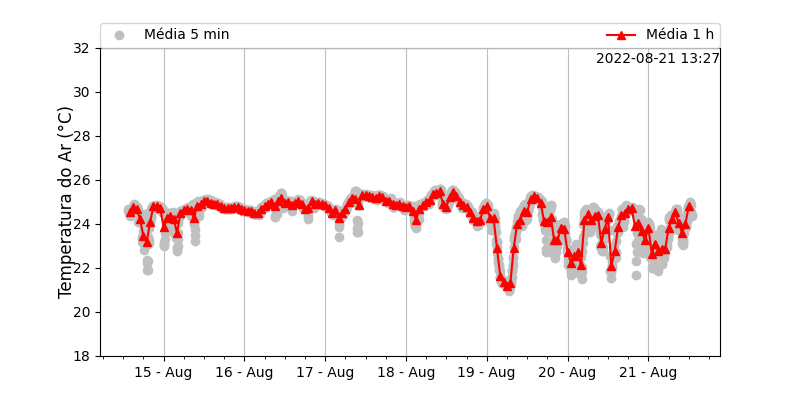 Média 5 min
Média 1 h
2022-08-21 13:27
Temperatura do Ar (°C)
32
30
28
26
24
22
20
18
15 - Aug
16 - Aug
17 - Aug
18 - Aug
19 - Aug
20 - Aug
21 - Aug